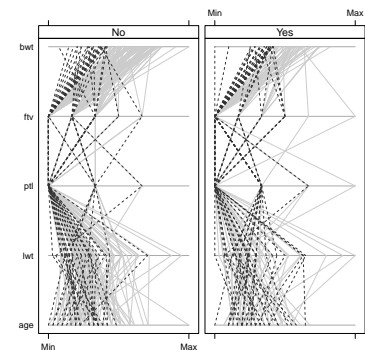 Min Max
No Yes
bwt
ftv
ptl
lwt
age
Min Max